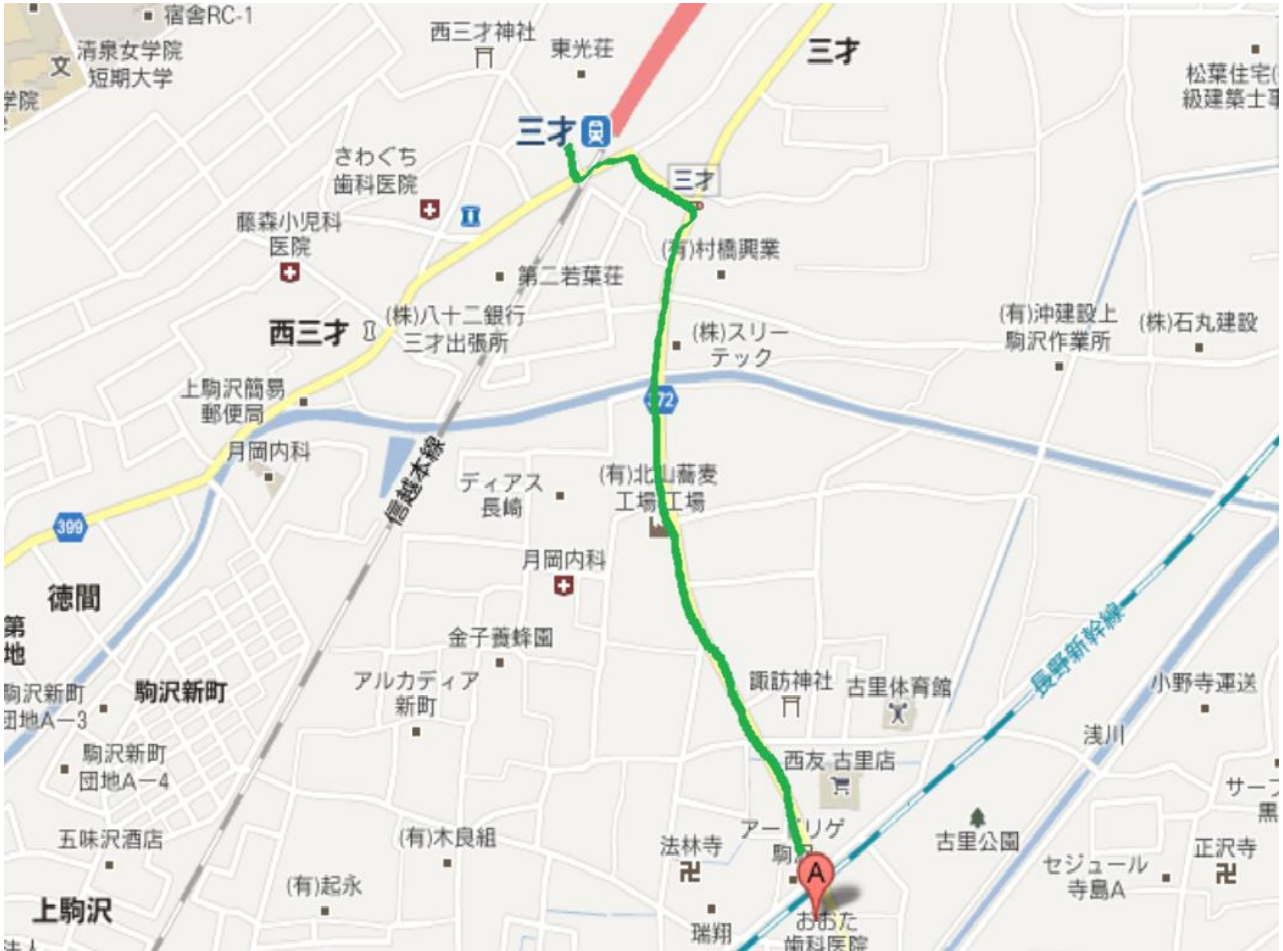 宿舎RC-1
清泉女学院
短期大学
文
学院
西三才神社
東光荘
三才
松葉住宅(
級建築士事
三才
さわぐち
歯科医院
三才
藤森小児科
医院
(有)村橋興業
第二若葉荘
(株)八十二銀行
三才出張所
西三才
(株)スリー
テック
(有)沖建設上
駒沢作業所
(株)石丸建設
上駒沢簡易
郵便局
372
月岡内科
信越本線
ディアス
長崎
(有)北山蕎麦
工場 工場
399
月岡内科
徳間
第
地
金子養蜂園
長野新幹線
駒沢新町
団地A-3
駒沢新町
アルカディア
新町
諏訪神社
古里体育館
小野寺運送
浅川
駒沢新町
団地A-4
西友 古里店
サーフ
黒
五味沢酒店
(有)木良組
法林寺
古里公園
セジュール
寺島A
正沢寺
A
(有)起永
上駒沢
瑞翔
おおた
歯科医院
法人